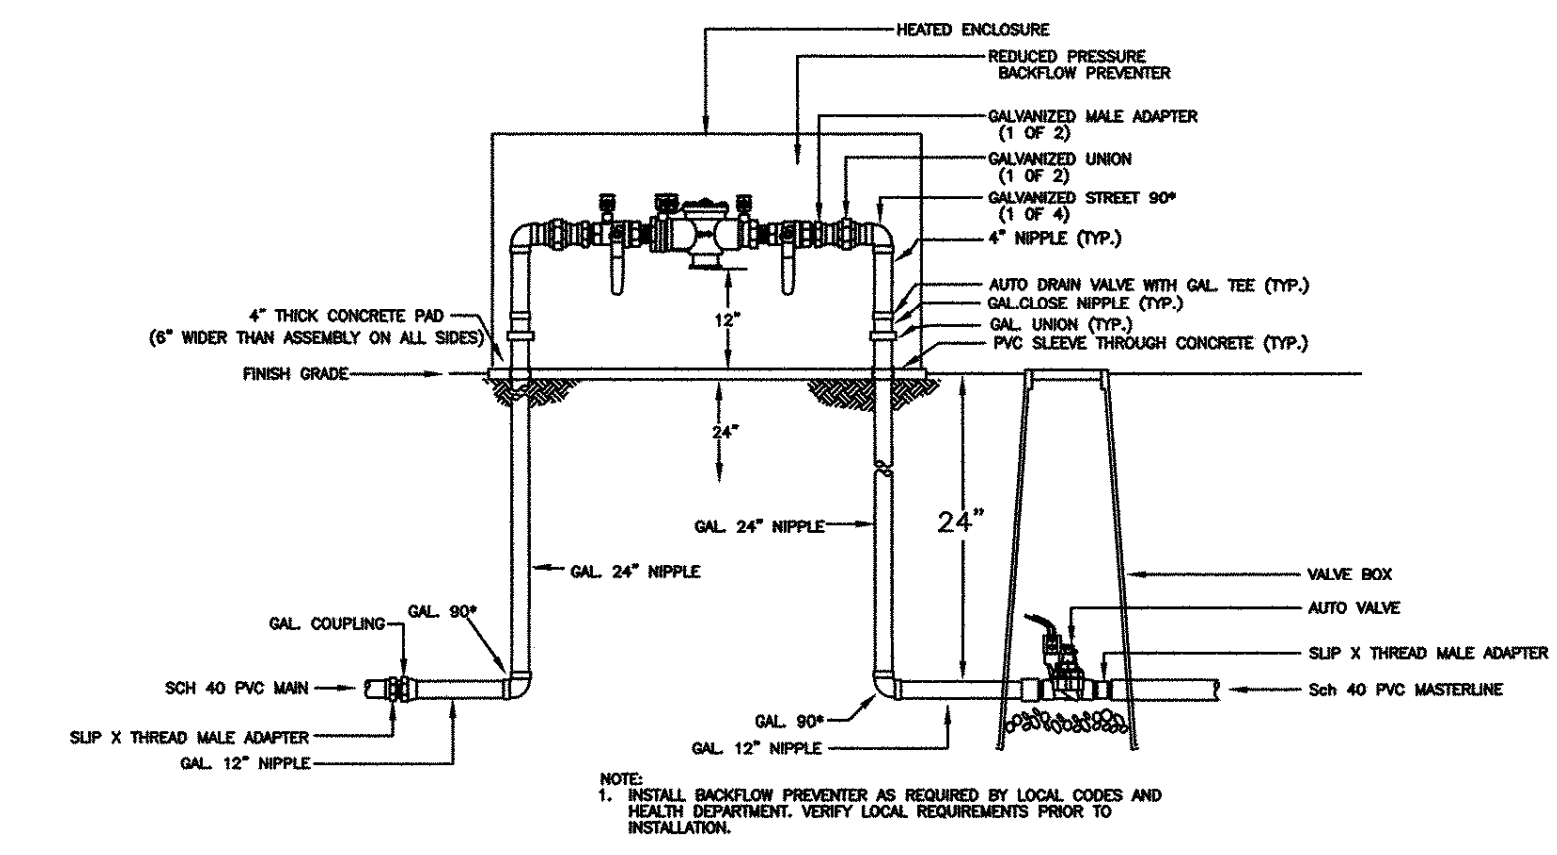 HEATED ENCLOSURE
REDUCED PRESSURE
BACKFLOW PREVENTER
GALVANIZED MALE ADAPTER
(1 OF 2)
GALVANIZED UNION
(1 OF 2)
GALVANIZED STREET 90*
(1 OF 4)
4" NIPPLE (TYP.)
AUTO DRAIN VALVE WITH GAL. TEE (TYP.)
GAL.CLOSE NIPPLE (TYP.)
GAL. UNION (TYP.)
PVC SLEEVE THROUGH CONCRETE (TYP.)
4" THICK CONCRETE PAD
(6" WIDER THAN ASSEMBLY ON ALL SIDES)
FINISH GRADE
12"
24"
24"
GAL. 24" NIPPLE
GAL. 24" NIPPLE
VALVE BOX
AUTO VALVE
SLIP X THREAD MALE ADAPTER
Sch 40 PVC MASTERLINE
GAL. 90*
GAL. COUPLING
SCH 40 PVC MAIN
SLIP X THREAD MALE ADAPTER
GAL. 12" NIPPLE
GAL. 90*
GAL. 12" NIPPLE
NOTE:
1. INSTALL BACKFLOW PREVENTER AS REQUIRED BY LOCAL CODES AND
HEALTH DEPARTMENT. VERIFY LOCAL REQUIREMENTS PRIOR TO
INSTALLATION.